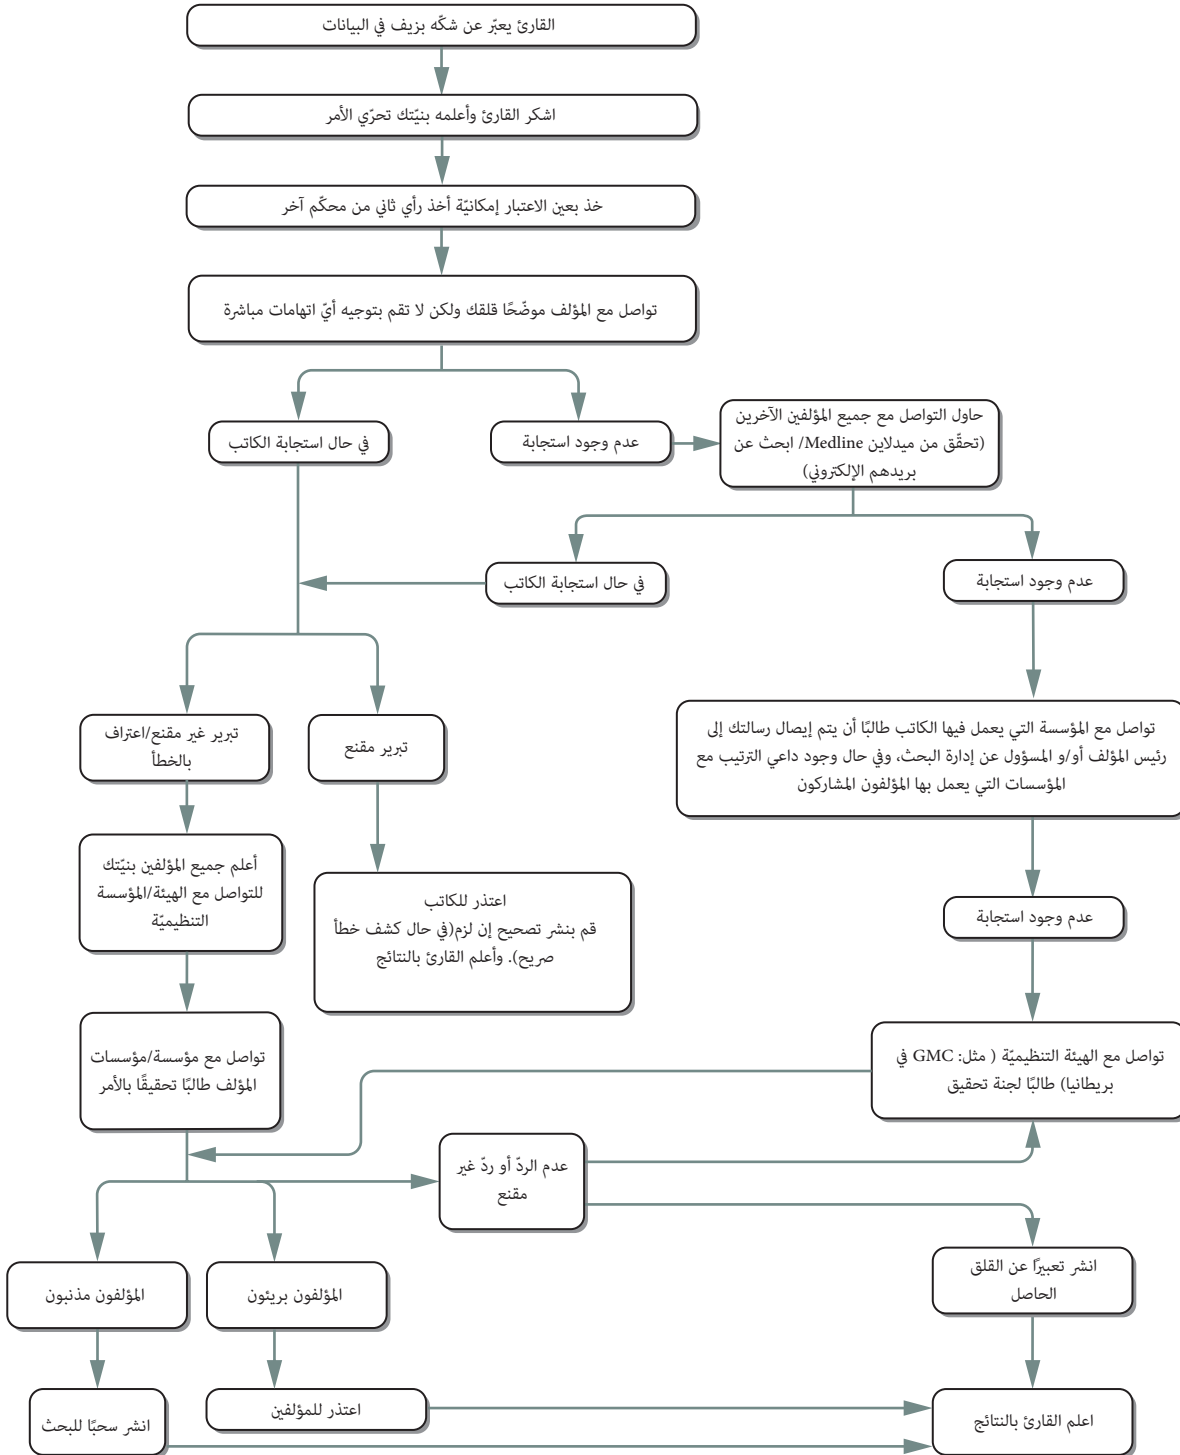 القارئ يعبّر عن شكّه بزيف في البيانات
اشكر القارئ وأعلمه بنيّتك تحرّي الأمر
خذ بعين الاعتبار إمكانيّة أخذ رأي ثاني من محكّم آخر
تواصل مع المؤلف موضّحًا قلقك ولكن لا تقم بتوجيه أيّ اتهامات مباشرة
حاول التواصل مع جميع المؤلفين الآخرين
(تحقّق من ميدلاين Medline/ ابحث عن
بريدهم الإلكتروني)
عدم وجود استجابة
في حال استجابة الكاتب
عدم وجود استجابة
في حال استجابة الكاتب
تواصل مع المؤسسة التي يعمل فيها الكاتب طالبًا أن يتم إيصال رسالتك إلى
رئيس المؤلف أو/و المسؤول عن إدارة البحث، وفي حال وجود داعي الترتيب مع
المؤسسات التي يعمل بها المؤلفون المشاركون
تبرير مقنع
تبرير غير مقنع/اعتراف
بالخطأ
أعلم جميع المؤلفين بنيّتك
للتواصل مع الهيئة/المؤسسة
التنظيميّة
اعتذر للكاتب
قم بنشر تصحيح إن لزم(في حال كشف خطأ
صريح). وأعلم القارئ بالنتائج
عدم وجود استجابة
تواصل مع الهيئة التنظيميّة ( مثل: GMC في
بريطانيا) طالبًا لجنة تحقيق
تواصل مع مؤسسة/مؤسسات
المؤلف طالبًا تحقيقًا بالأمر
عدم الردّ أو ردّ غير
مقنع
انشر تعبيرًا عن القلق
الحاصل
المؤلفون بريئون
المؤلفون مذنبون
اعلم القارئ بالنتائج
اعتذر للمؤلفين
انشر سحبًا للبحث